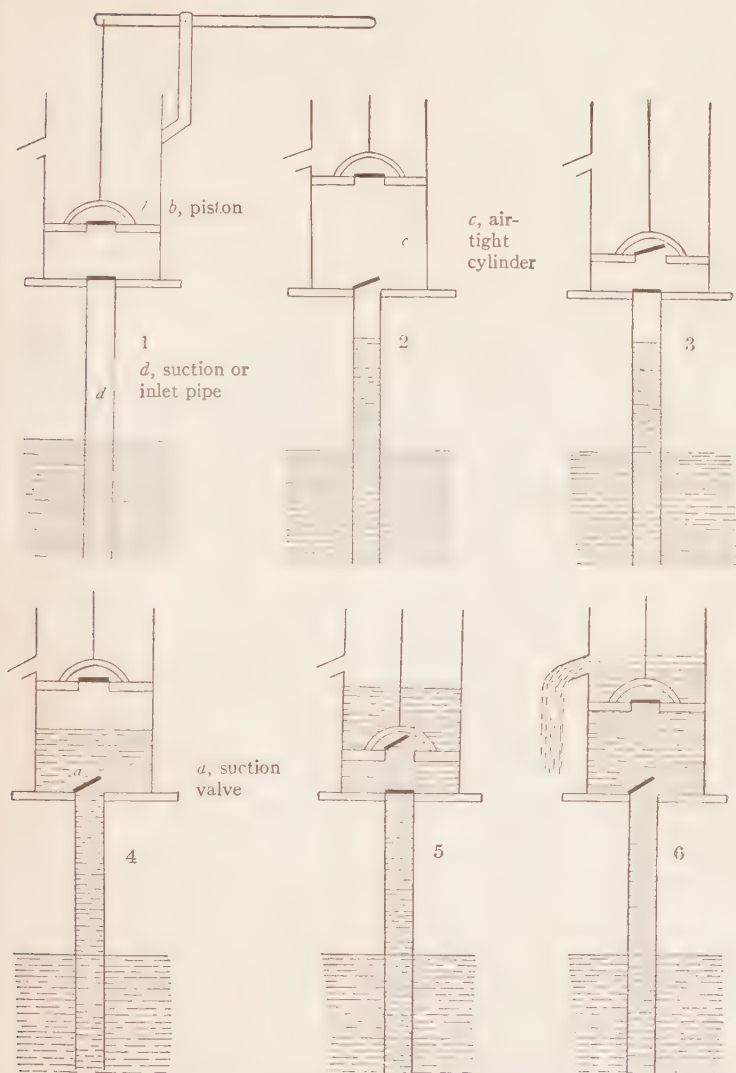 b, piston
c
c, air-
tight
cylinder
1
2
3
d, suction or
inlet pipe
d
a
a, suction
valve
4
5
6